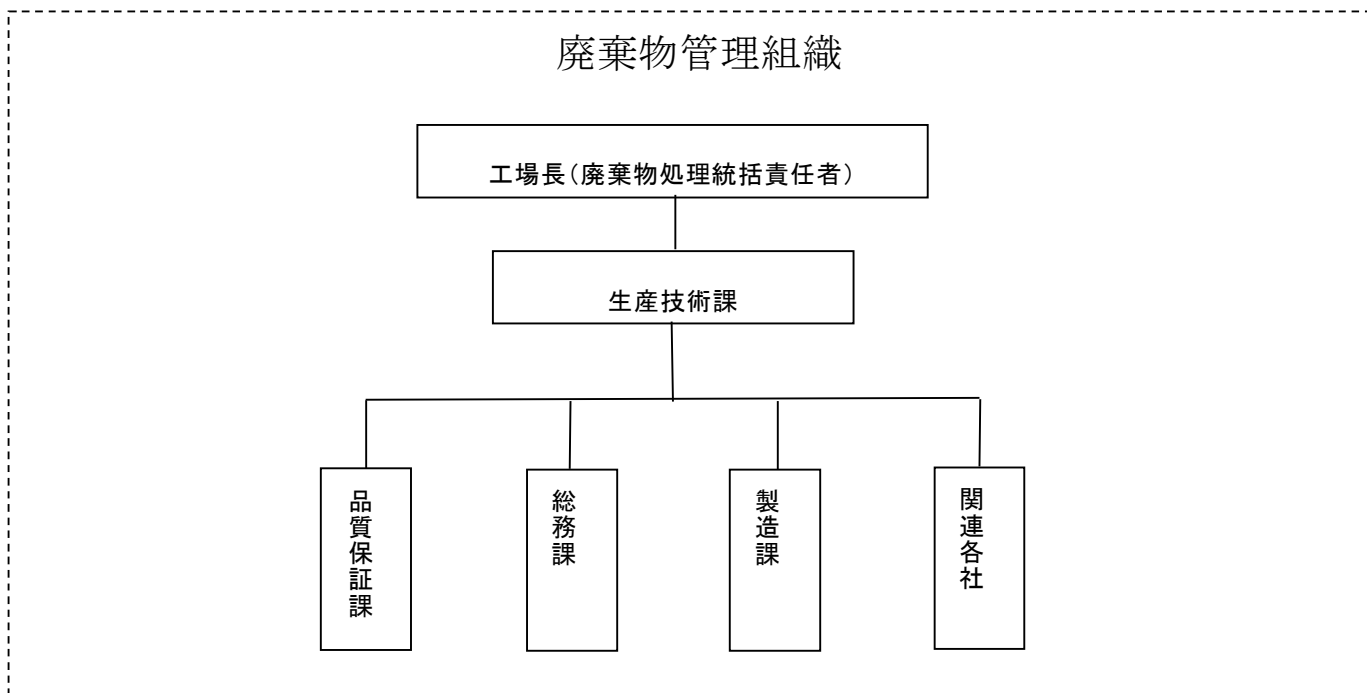 廃棄物管理組織
工場長（廃棄物処理統括責任者）
生産技術課
品質保証課
総務課
製造課
関連各社